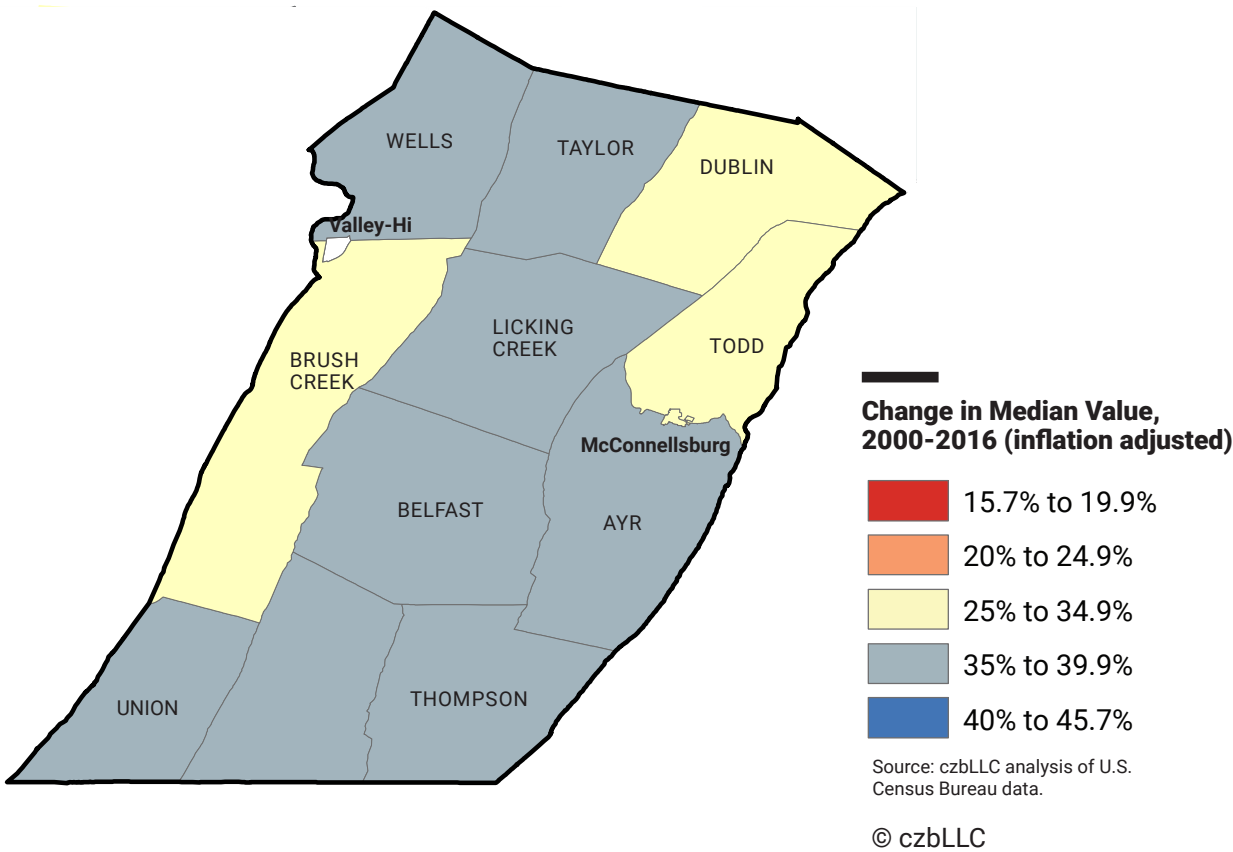 WELLS
TAYLOR
DUBLIN
Valley-Hi
LICKING
CREEK
TODD
BRUSH
CREEK
McConnellsburg
BELFAST
AYR
THOMPSON
UNION
Change in Median Value,
2000-2016 (inflation adjusted)
15.7% to 19.9%
20% to 24.9%
25% to 34.9%
35% to 39.9%
40% to 45.7%
Source: czbLLC analysis of U.S.
Census Bureau data.
© czbLLC